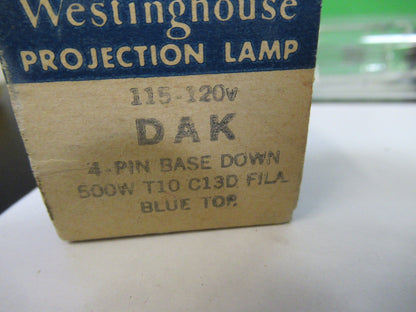 Westinghouse
PROJECTION LAMP
115-120v
DAK
4-PIN BASE DOWN
500W T10 C13D FILA
BLUE TOP